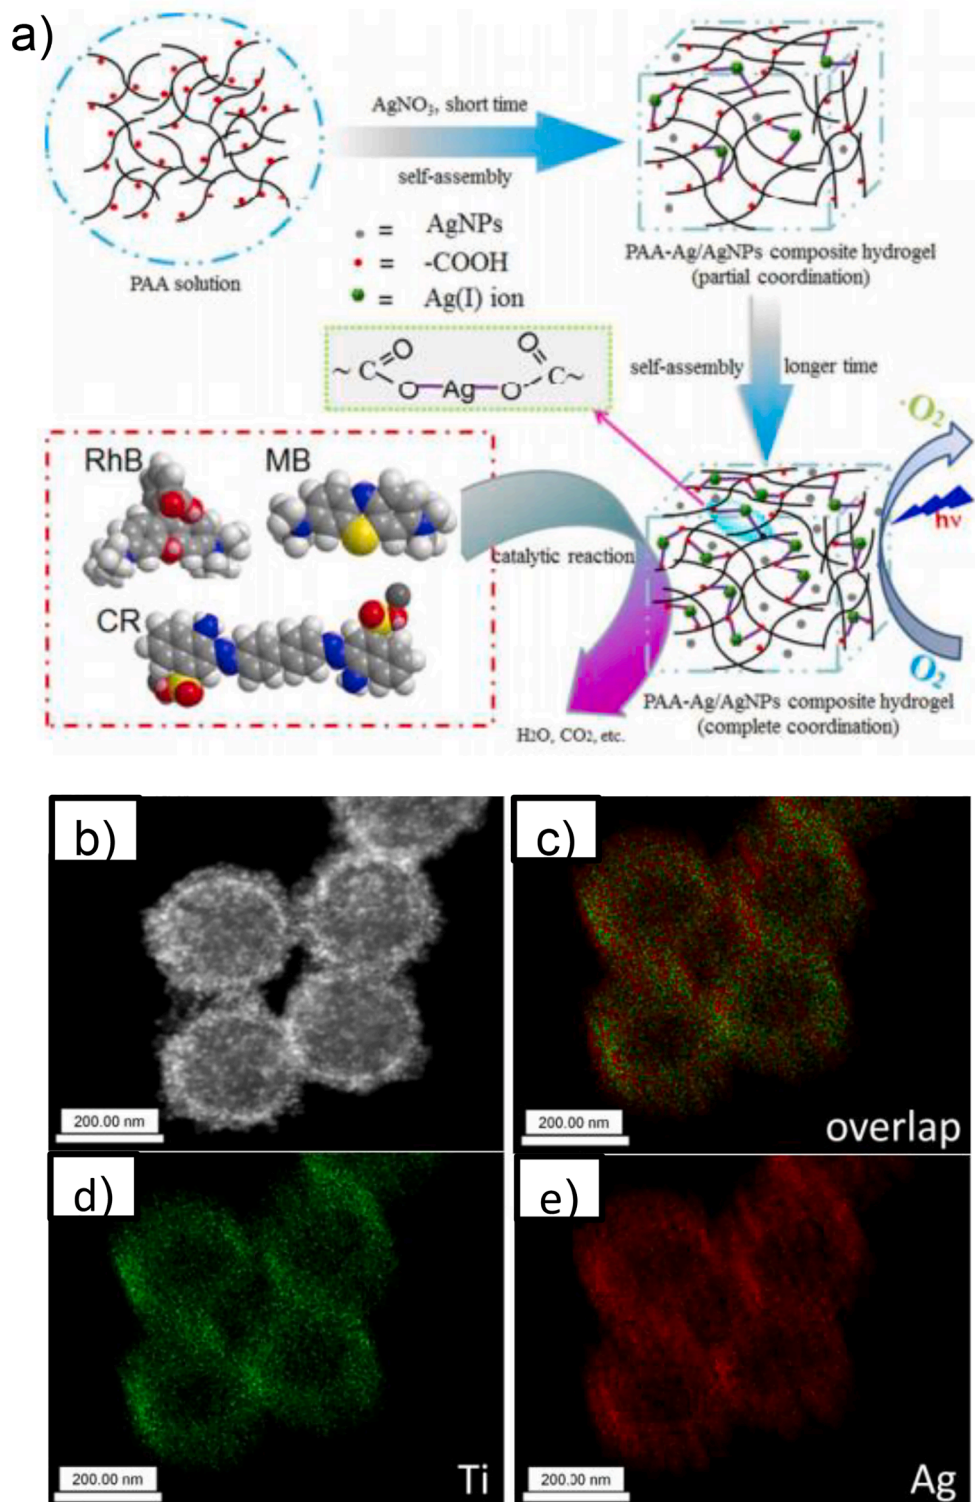 a)
AgNO3, short time
self-assembly
• = AgNPs
• = -COOH
= Ag(I) ion
PAA solution
PAA-Ag/AgNPs composite hydrogel
(partial coordination)
self-assembly longer time
O
~ C
O—Ag—O
O
C~
·O2
hν
O2
RhB
MB
CR
catalytic reaction
H2O, CO2, etc.
PAA-Ag/AgNPs composite hydrogel
(complete coordination)
b)
200.00 nm
c)
200.00 nm
overlap
d)
200.00 nm
Ti
e)
200.00 nm
Ag